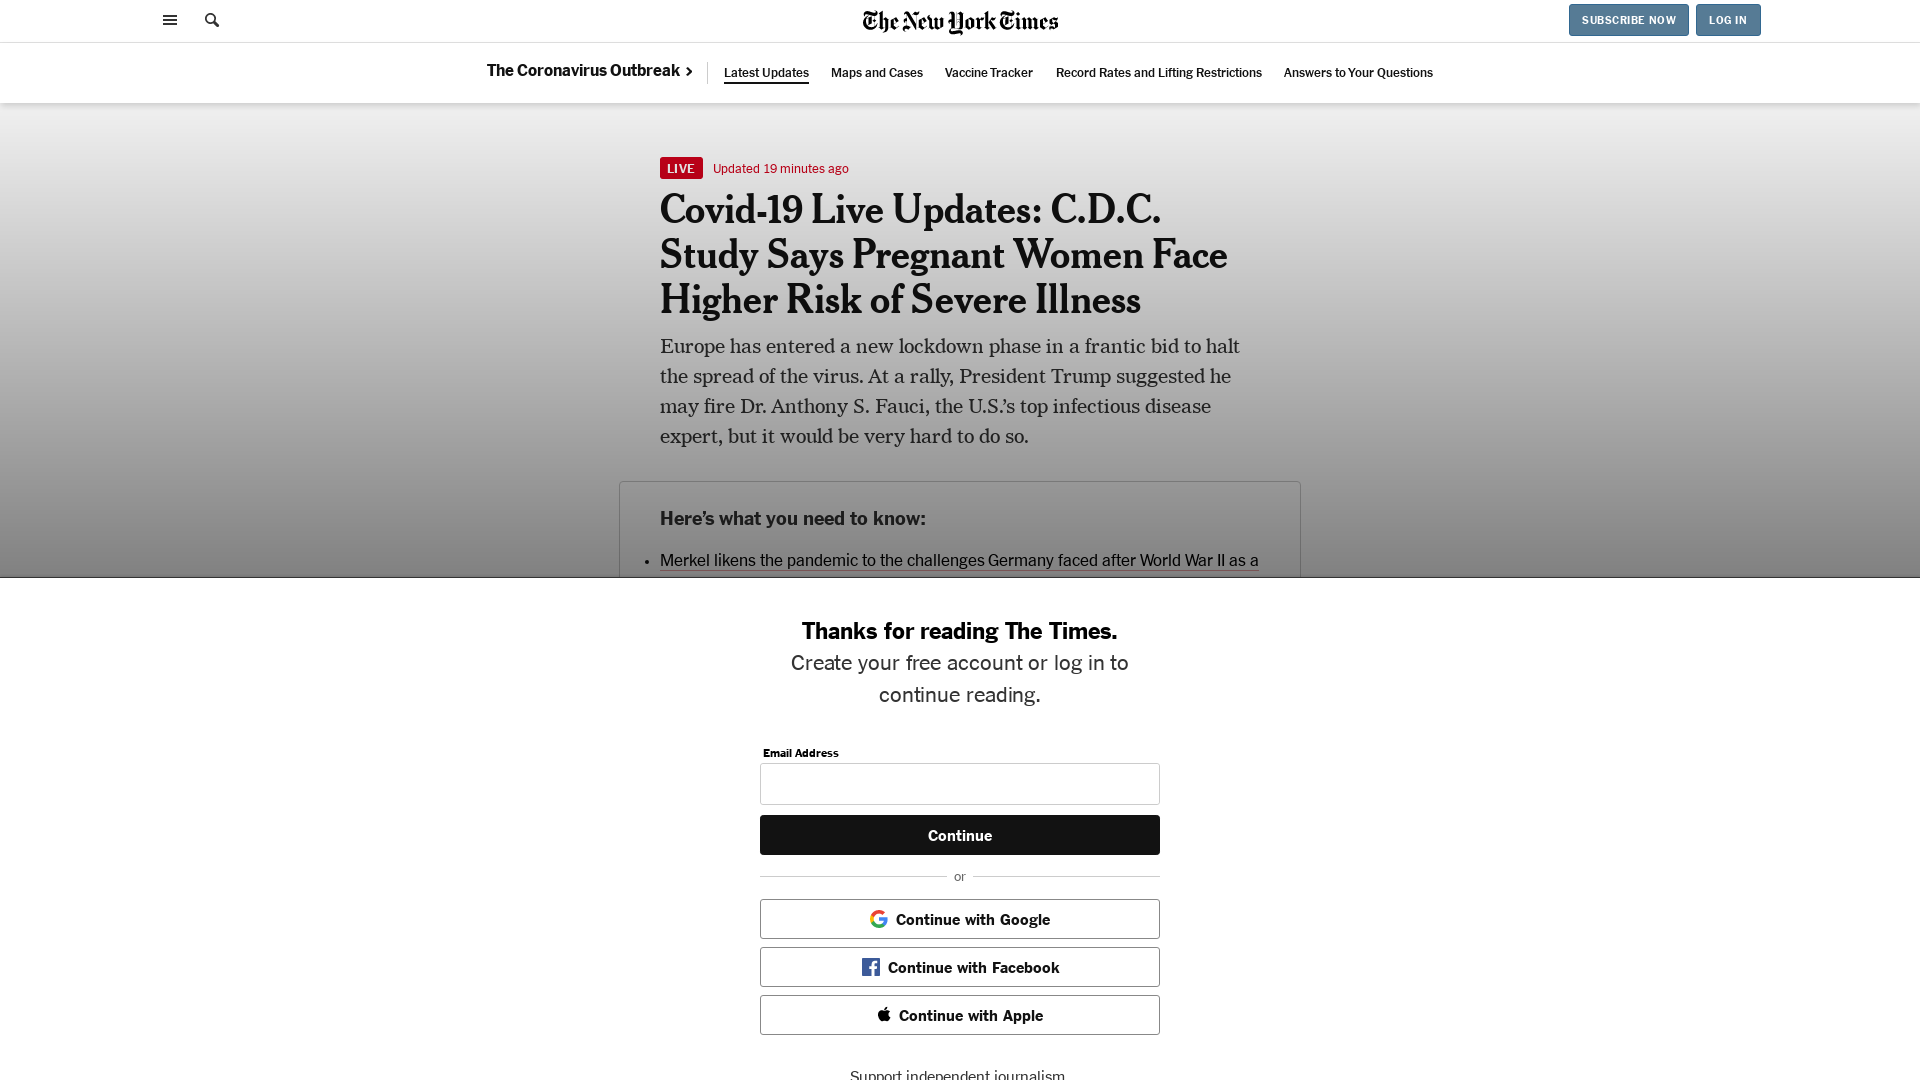 The New York Times
SUBSCRIBE NOW
LOG IN
The Coronavirus Outbreak
Latest Updates
Maps and Cases
Vaccine Tracker
Record Rates and Lifting Restrictions
Answers to Your Questions
LIVE
Updated 19 minutes ago
Covid-19 Live Updates: C.D.C.
Study Says Pregnant Women Face
Higher Risk of Severe Illness
Europe has entered a new lockdown phase in a frantic bid to halt
the spread of the virus. At a rally, President Trump suggested he
may fire Dr. Anthony S. Fauci, the U.S.’s top infectious disease
expert, but it would be very hard to do so.
Here’s what you need to know:
Merkel likens the pandemic to the challenges Germany faced after World War II as a
Thanks for reading The Times.
Create your free account or log in to
continue reading.
Email Address
Continue
or
Continue with Google
Continue with Facebook
Continue with Apple
Support independent journalism